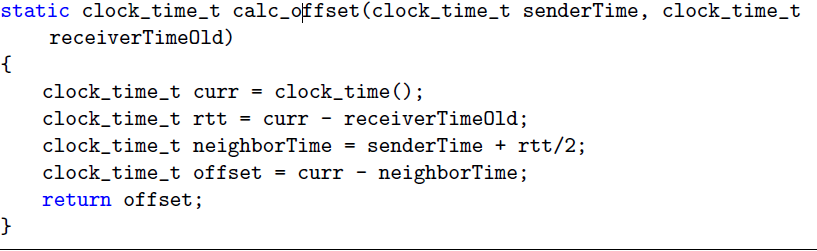 static clock_time_t calc_offset(clock_time_t senderTime, clock_time_t
receiverTimeOld)
{
clock_time_t curr = clock_time();
clock_time_t rtt = curr - receiverTimeOld;
clock_time_t neighborTime = senderTime + rtt/2;
clock_time_t offset = curr - neighborTime;
return offset;
}